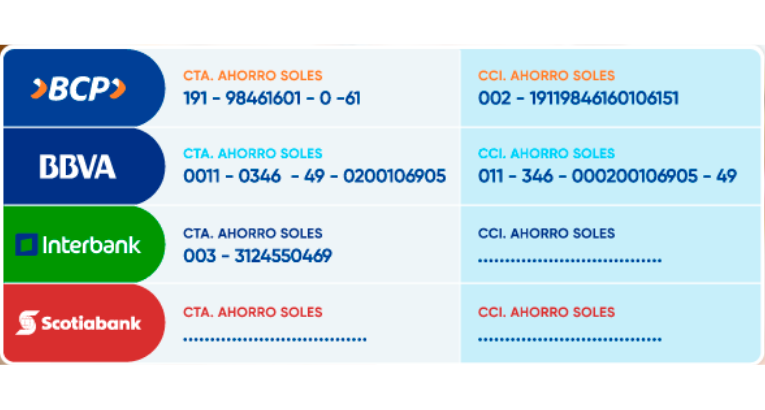 BCP
CTA. AHORRO SOLES
191 - 98461601 - 0 -61
CCI. AHORRO SOLES
002 - 19119846160106151
BBVA
CTA. AHORRO SOLES
0011 - 0346 - 49 - 0200106905
CCI. AHORRO SOLES
011 - 346 - 000200106905 - 49
Interbank
CTA. AHORRO SOLES
003 - 3124550469
CCI. AHORRO SOLES
..................................
Scotiabank
CTA. AHORRO SOLES
..................................
CCI. AHORRO SOLES
..................................